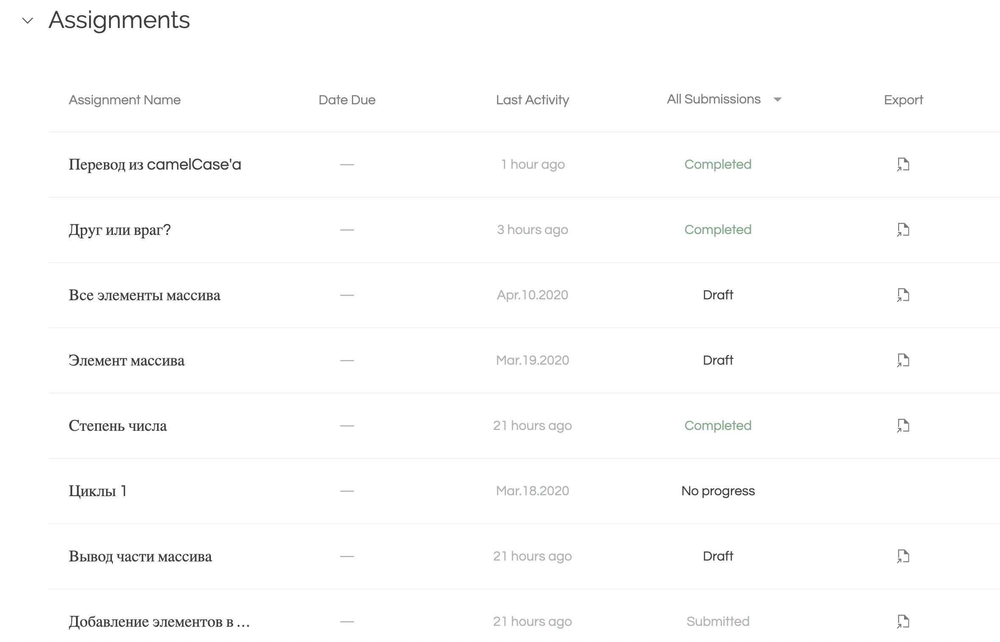 Assignments
Assignment Name Date Due Last Activity All Submissions Export
Перевод из camelCase'а — 1 hour ago Completed
Друг или враг? — 3 hours ago Completed
Все элементы массива — Apr.10.2020 Draft
Элемент массива — Mar.19.2020 Draft
Степень числа — 21 hours ago Completed
Циклы 1 — Mar.18.2020 No progress
Вывод части массива — 21 hours ago Draft
Добавление элементов в ... — 21 hours ago Submitted